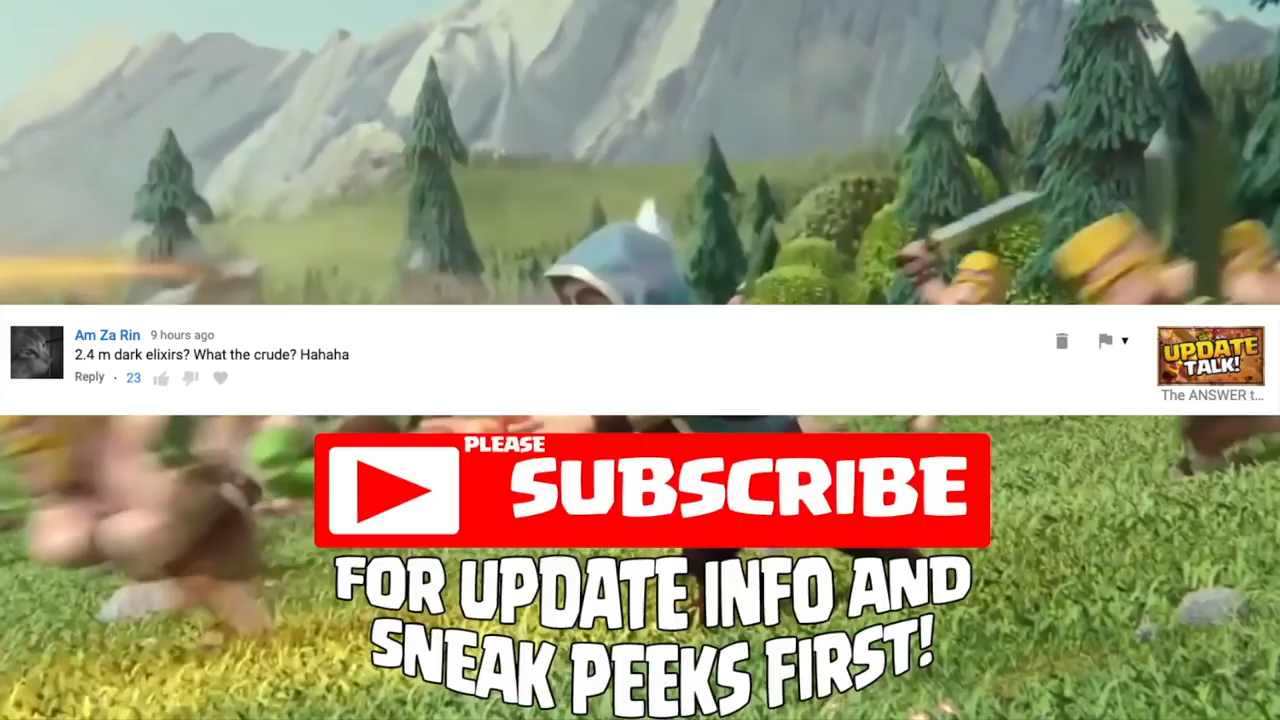 Am Za Rin 9 hours ago
2.4 m dark elixirs? What the crude? Hahaha
Reply · 23
UPDATE
TALK!
The ANSWER t...
PLEASE
SUBSCRIBE
FOR UPDATE INFO AND
SNEAK PEEKS FIRST!